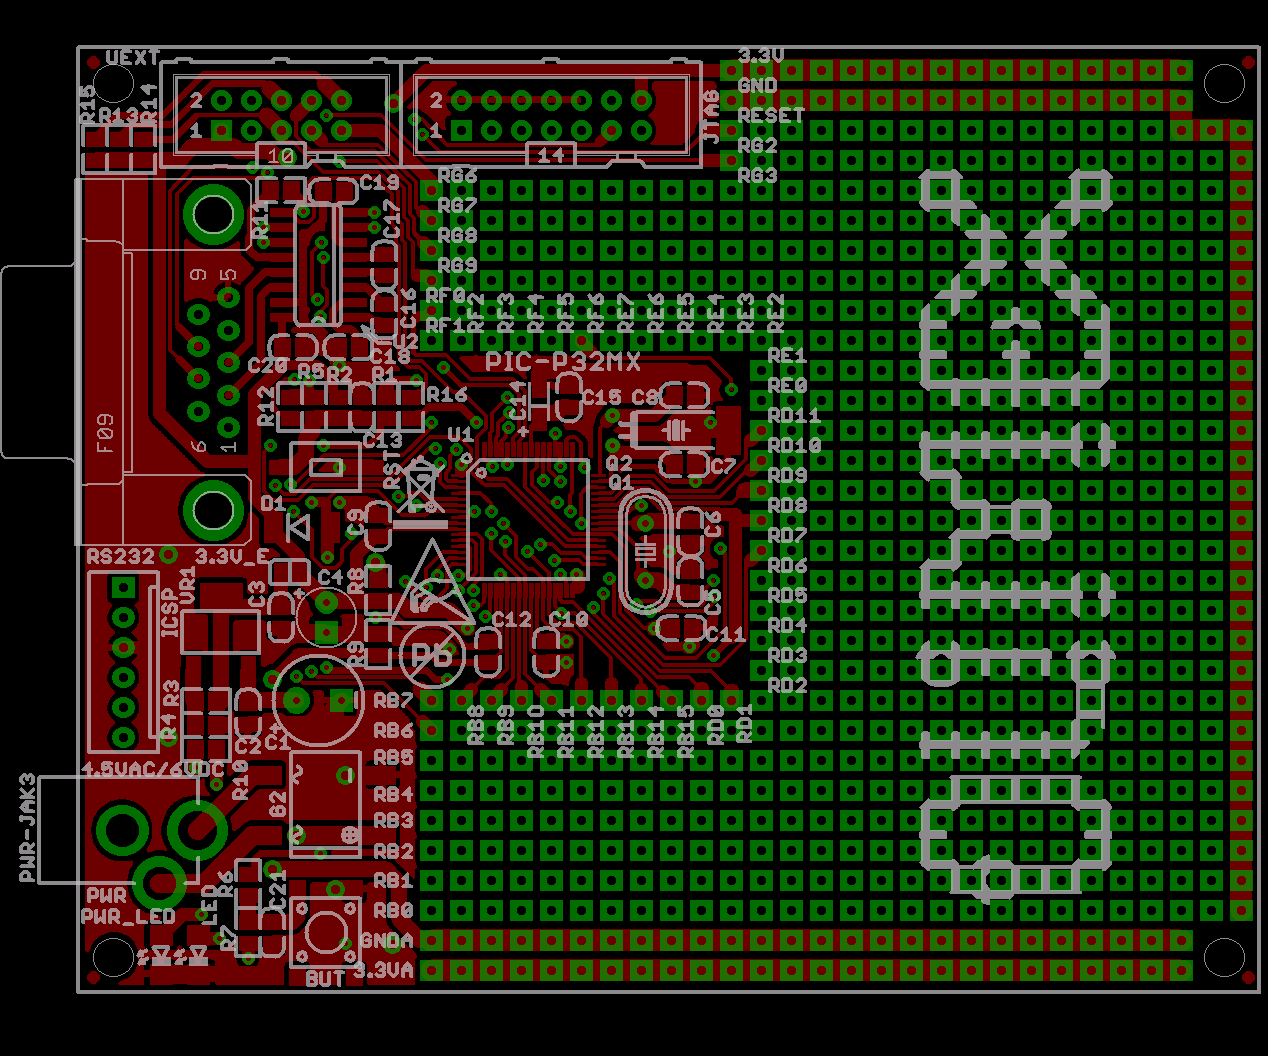 UEXT
3.3V
GND
RESET
RG2
RG3
R15
R13
R14
2
1
10
2
1
14
JTAG
C19
R11
C17
RG6
RG7
RG8
RG9
RF0
RF1
RF2
RF3
RF4
RF5
RF6
RE7
RE6
RE5
RE4
RE3
RE2
9
5
6
1
F09
C16
U2
C18
C20
R5
R2
R1
R12
R16
PIC-P32MX
C14
+
C15
C8
RE1
RE0
RD11
RD10
RD9
RD8
RD7
RD6
RD5
RD4
RD3
RD2
C13
RST
U1
Q2
Q1
C7
D1
C9
C6
C5
C11
RS232
3.3V_E
VR1
ICSP
C3
C4
+
R8
R9
Pb
C12
C10
R3
R4
C2
C1
+
RB7
RB6
RB5
RB4
RB3
RB2
RB1
RB0
GNDA
3.3VA
RB8
RB9
RB10
RB11
RB12
RB13
RB14
RB15
RD0
RD1
4.5VAC/6VDC
R10
G2
PWR-JAK3
PWR
PWR_LED
LED
R6
R7
C21
BUT
OLIMEX